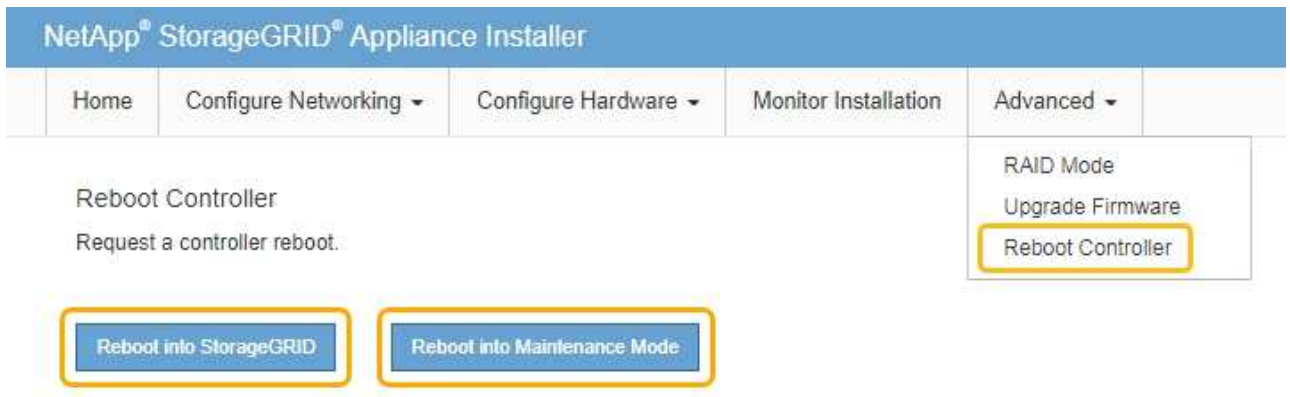 NetApp® StorageGRID® Appliance Installer
Home
Configure Networking
Configure Hardware
Monitor Installation
Advanced
RAID Mode
Upgrade Firmware
Reboot Controller
Reboot Controller
Request a controller reboot.
Reboot into StorageGRID
Reboot into Maintenance Mode